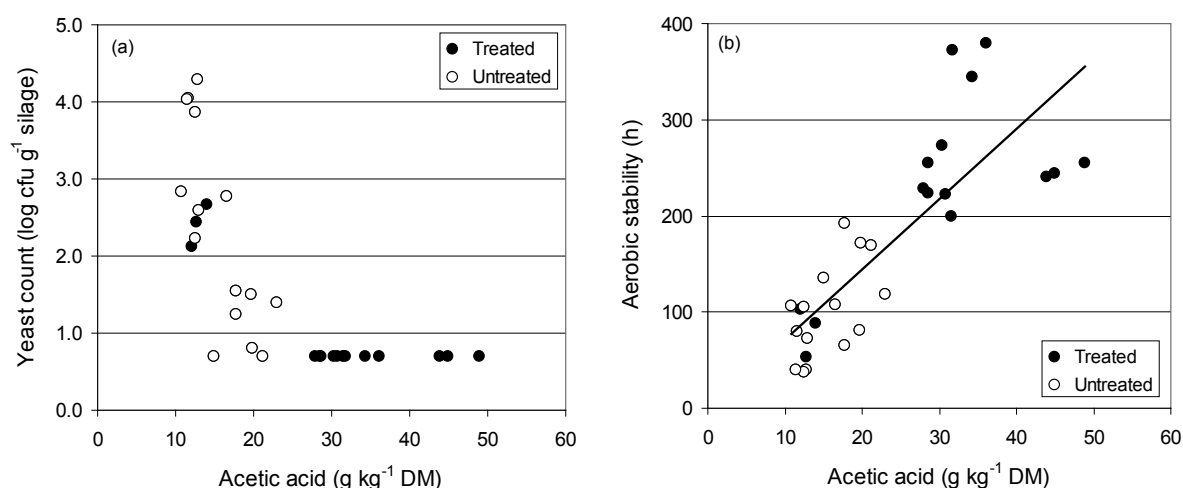 (a)
Treated
Untreated
Yeast count (log cfu g⁻¹ silage)
5.0
4.0
3.0
2.0
1.0
0.0
0 10 20 30 40 50 60
Acetic acid (g kg⁻¹ DM)
(b)
Aerobic stability (h)
400
300
200
100
0
Treated
Untreated
0 10 20 30 40 50 60
Acetic acid (g kg⁻¹ DM)